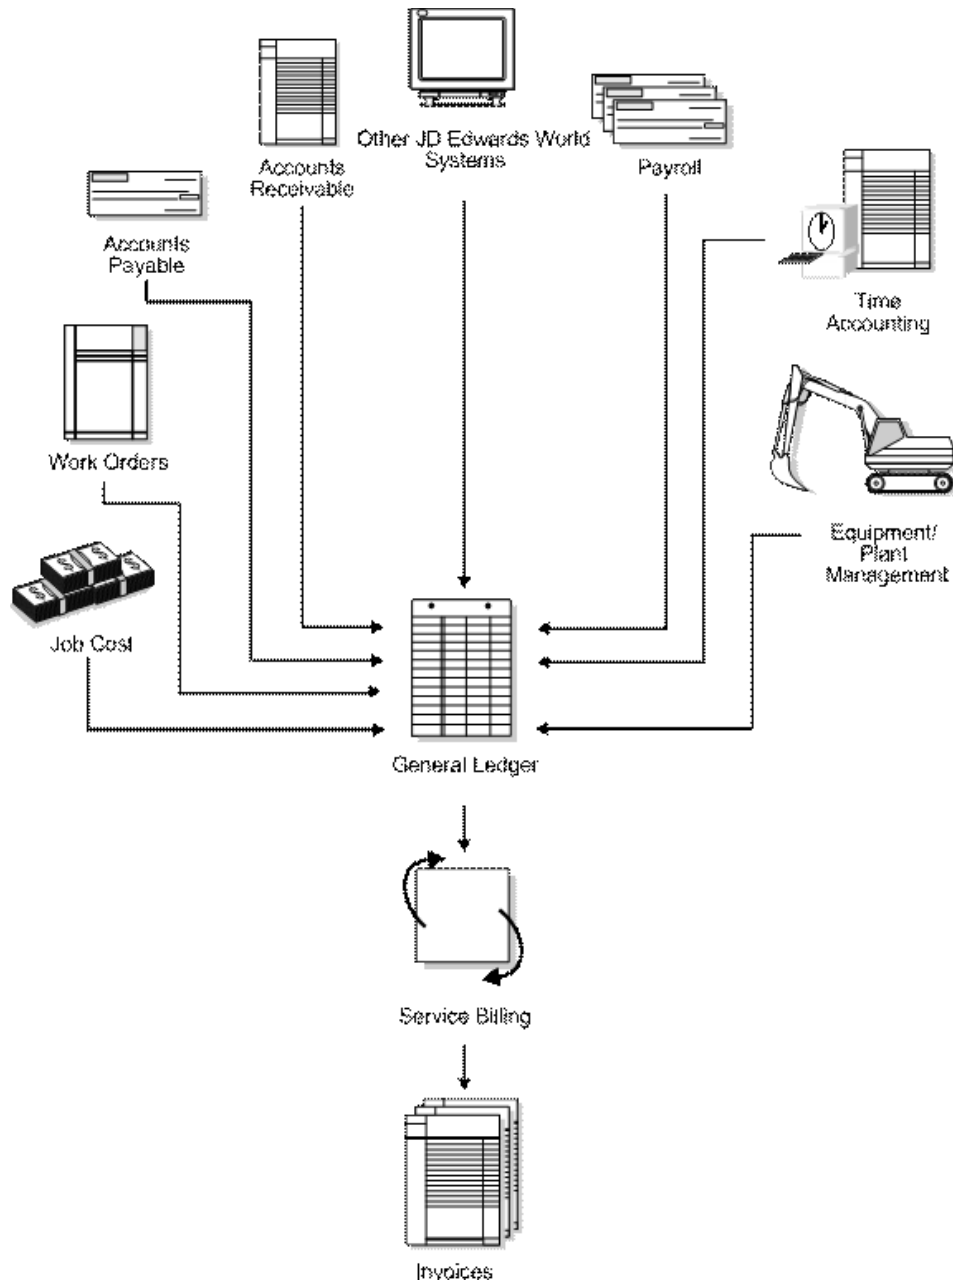 Other JD Edwards World
Systems
Accounts
Receivable
Payroll
Accounts
Payable
Time
Accounting
Work Orders
Equipment/
Plant
Management
Job Cost
General Ledger
Service Billing
Invoices